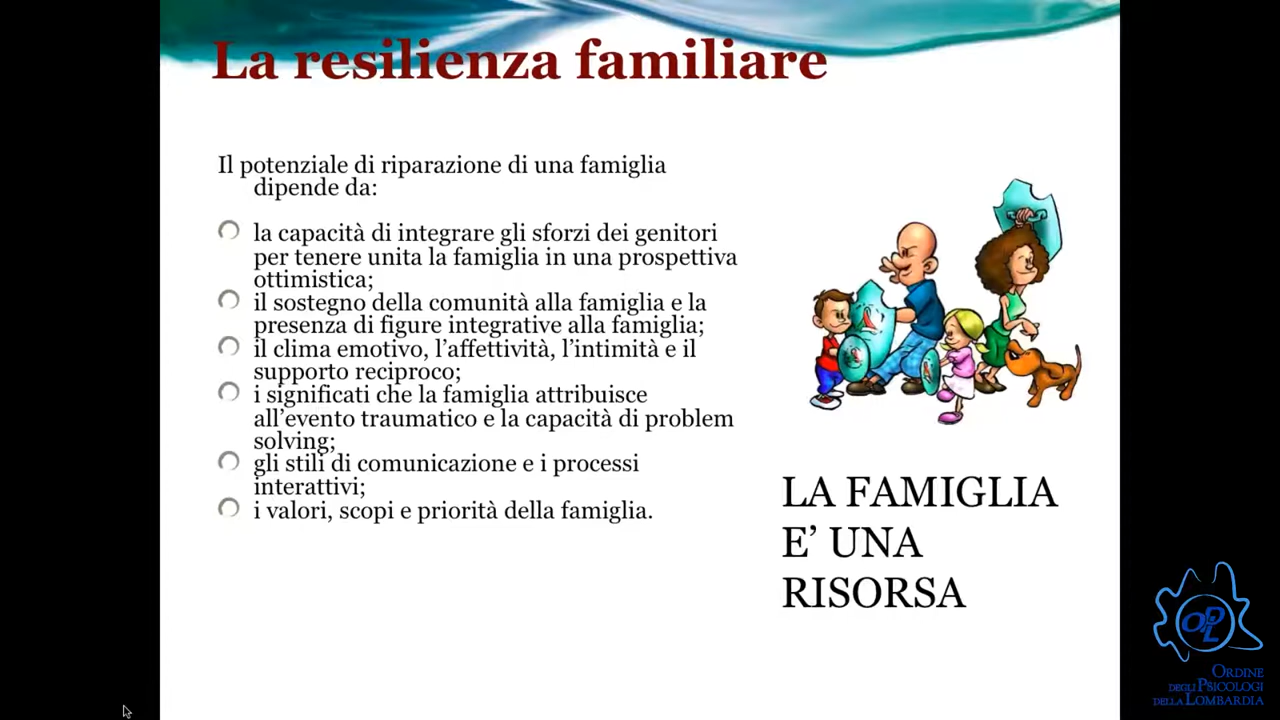 La resilienza familiare
Il potenziale di riparazione di una famiglia
dipende da:
la capacità di integrare gli sforzi dei genitori
per tenere unita la famiglia in una prospettiva
ottimistica;
il sostegno della comunità alla famiglia e la
presenza di figure integrative alla famiglia;
il clima emotivo, l'affettività, l'intimità e il
supporto reciproco;
i significati che la famiglia attribuisce
all'evento traumatico e la capacità di problem
solving;
gli stili di comunicazione e i processi
interattivi;
i valori, scopi e priorità della famiglia.
LA FAMIGLIA
E' UNA
RISORSA
OPL
ORDINE
DEGLI PSICOLOGI
DELLA LOMBARDIA